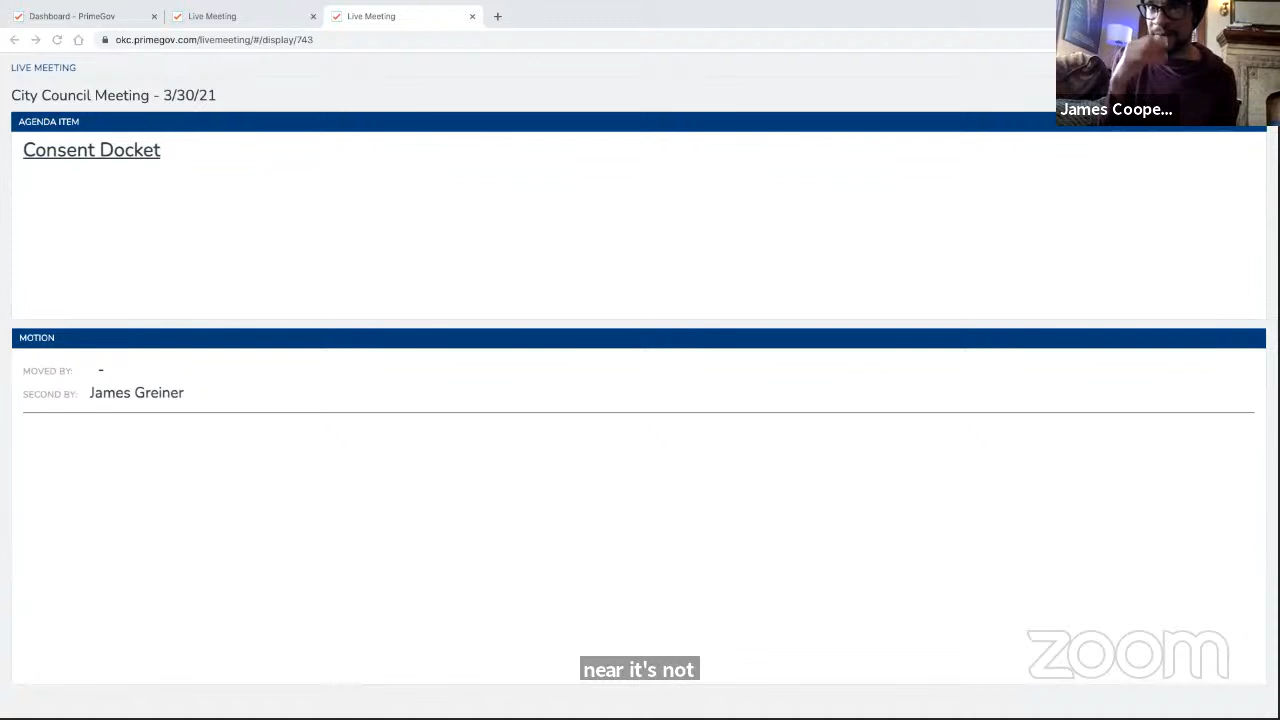 Dashboard - PrimeGov
Live Meeting
Live Meeting
okc.primegov.com/livemeeting/#/display/743
LIVE MEETING
City Council Meeting - 3/30/21
James Coope...
AGENDA ITEM
Consent Docket
MOTION
MOVED BY: -
SECOND BY: James Greiner
near it's not
zoom